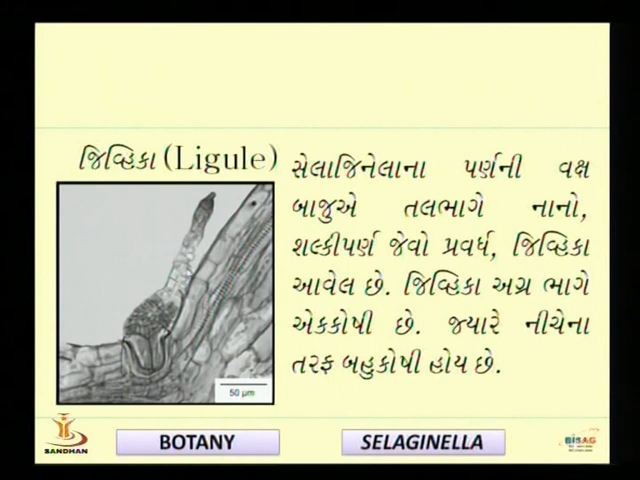 જિવ્હિકા (Ligule)
સેલાજિનેલાના પર્ણની વક્ષ
બાજુએ તલભાગે નાનો,
શલ્કીપર્ણ જેવો પ્રવર્ધ, જિવ્હિકા
આવેલ છે. જિવ્હિકા અગ્ર ભાગે
એકકોષી છે. જ્યારે નીચેના
તરફ બહુકોષી હોય છે.
50 µm
SANDHAN
BOTANY
SELAGINELLA
BISAG